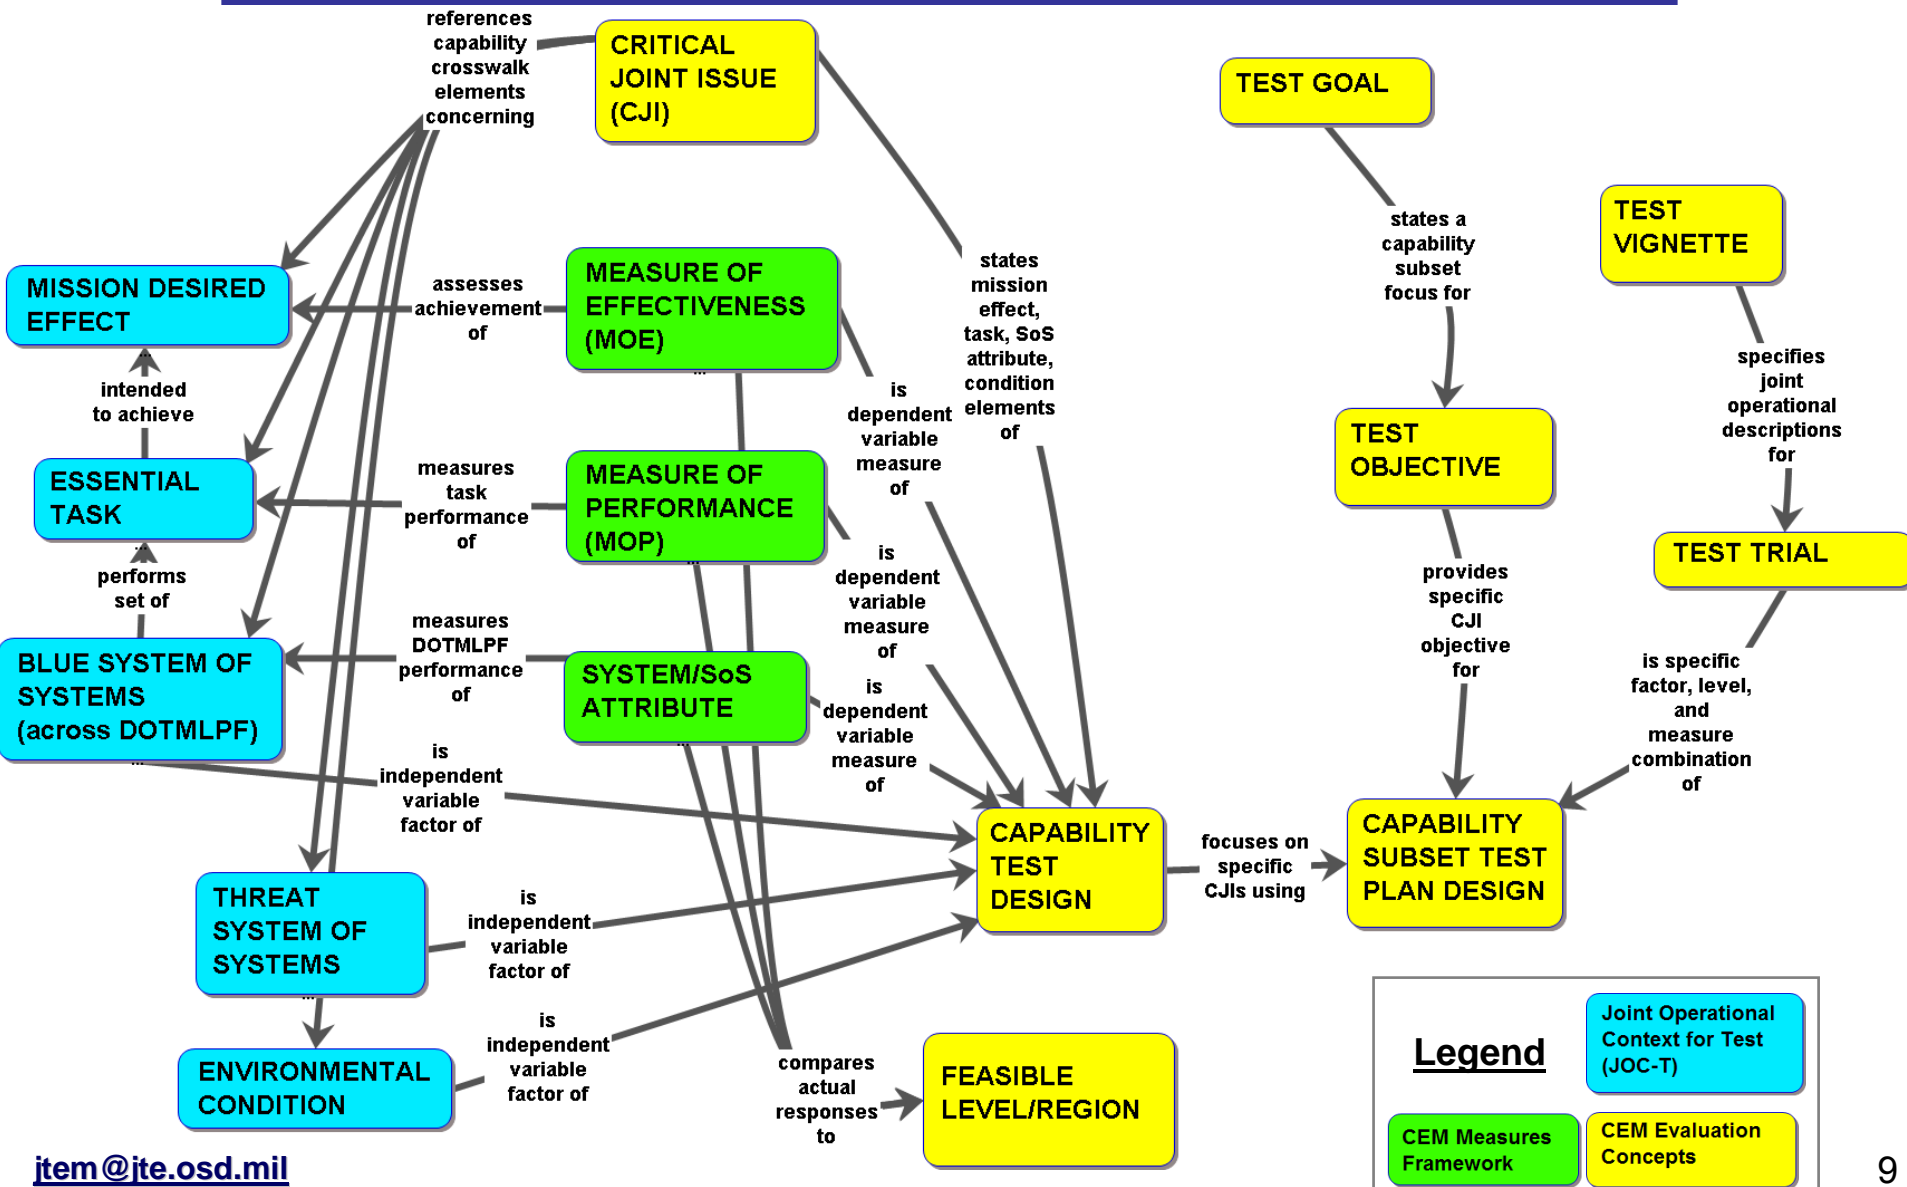 references
capability
crosswalk
elements
concerning
CRITICAL
JOINT ISSUE
(CJI)
TEST GOAL
states a
capability
subset
focus for
TEST
VIGNETTE
MISSION DESIRED
EFFECT
assesses
achievement
of
MEASURE OF
EFFECTIVENESS
(MOE)
...
states
mission
effect,
task, SoS
attribute,
condition
elements
of
specifies
joint
operational
descriptions
for
...
intended
to achieve
is
dependent
variable
measure
of
TEST
OBJECTIVE
ESSENTIAL
TASK
measures
task
performance
of
MEASURE OF
PERFORMANCE
(MOP)
...
TEST TRIAL
...
performs
set of
is
dependent
variable
measure
of
provides
specific
CJI
objective
for
BLUE SYSTEM OF
SYSTEMS
(across DOTMLPF)
...
measures
DOTMLPF
performance
of
SYSTEM/SoS
ATTRIBUTE
...
is
dependent
variable
measure
of
is specific
factor, level,
and
measure
combination
of
is
independent
variable
factor of
CAPABILITY
TEST
DESIGN
focuses on
specific
CJIs using
CAPABILITY
SUBSET TEST
PLAN DESIGN
THREAT
SYSTEM OF
SYSTEMS
...
is
independent
variable
factor of
ENVIRONMENTAL
CONDITION
is
independent
variable
factor of
compares
actual
responses
to
FEASIBLE
LEVEL/REGION
Legend
Joint Operational
Context for Test
(JOC-T)
CEM Measures
Framework
CEM Evaluation
Concepts
jtem@jte.osd.mil
9